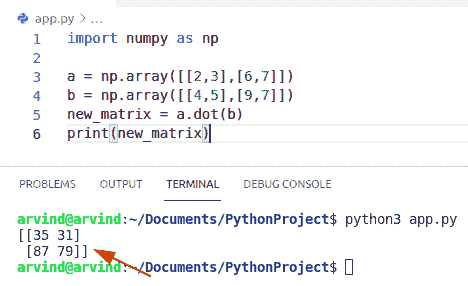 app.py > ...
1 import numpy as np
2
3 a = np.array([[2,3],[6,7]])
4 b = np.array([[4,5],[9,7]])
5 new_matrix = a.dot(b)
6 print(new_matrix)
PROBLEMS OUTPUT TERMINAL DEBUG CONSOLE
arvind@arvind:~/Documents/PythonProject$ python3 app.py
[[35 31]
 [87 79]]
arvind@arvind:~/Documents/PythonProject$